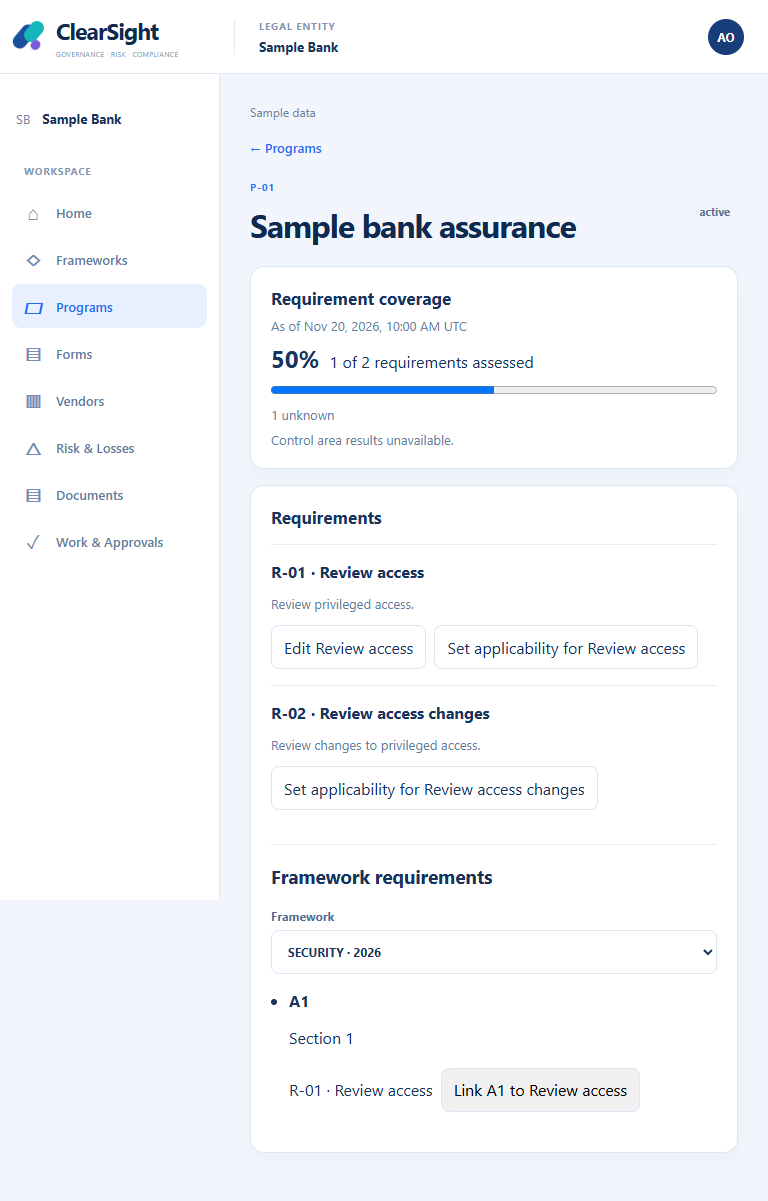 ClearSight
GOVERNANCE · RISK · COMPLIANCE
LEGAL ENTITY
Sample Bank
AO
SB Sample Bank
WORKSPACE
Home
Frameworks
Programs
Forms
Vendors
Risk & Losses
Documents
Work & Approvals
Sample data
← Programs
P-01
Sample bank assurance
active
Requirement coverage
As of Nov 20, 2026, 10:00 AM UTC
50% 1 of 2 requirements assessed
1 unknown
Control area results unavailable.
Requirements
R-01 · Review access
Review privileged access.
Edit Review access
Set applicability for Review access
R-02 · Review access changes
Review changes to privileged access.
Set applicability for Review access changes
Framework requirements
Framework
SECURITY · 2026
• A1
Section 1
R-01 · Review access
Link A1 to Review access